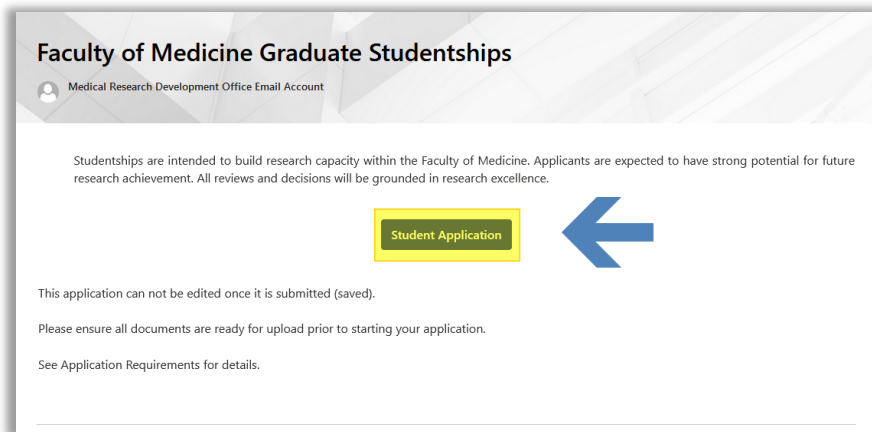 Faculty of Medicine Graduate Studentships
Medical Research Development Office Email Account
Studentships are intended to build research capacity within the Faculty of Medicine. Applicants are expected to have strong potential for future
research achievement. All reviews and decisions will be grounded in research excellence.
Student Application
This application can not be edited once it is submitted (saved).
Please ensure all documents are ready for upload prior to starting your application.
See Application Requirements for details.